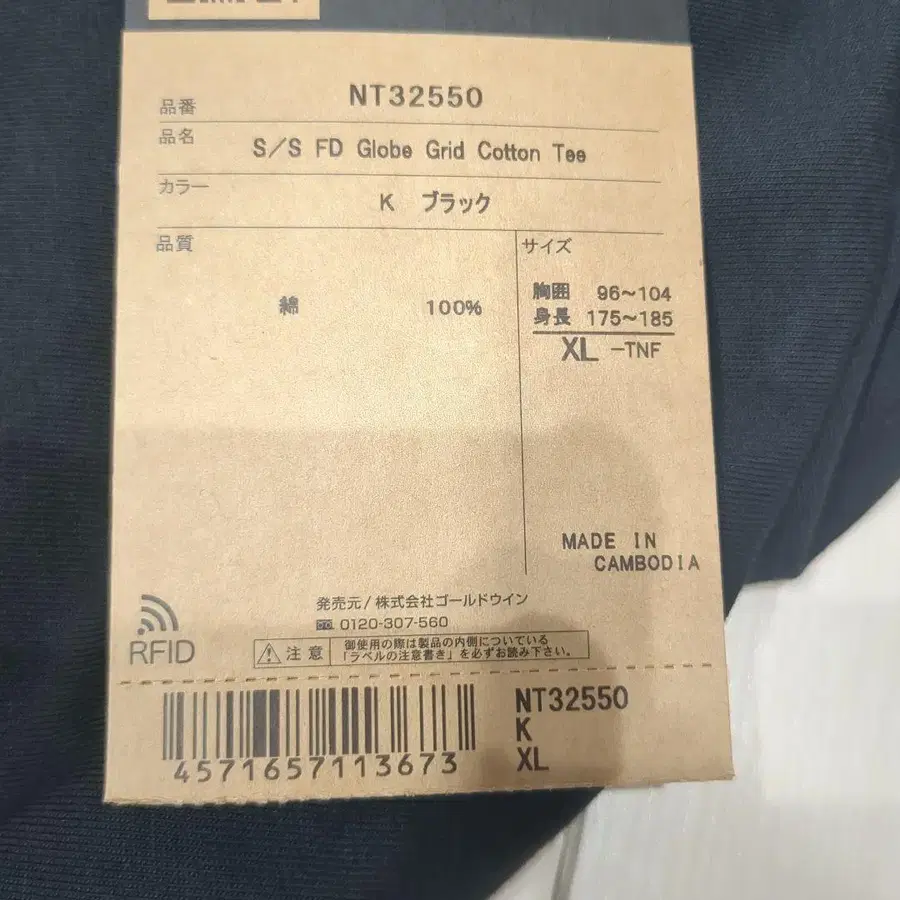 品番 NT32550
品名 S/S FD Globe Grid Cotton Tee
カラー K ブラック
品質
綿 100%
サイズ
胸囲 96~104
身長 175~185
XL -TNF
MADE IN
CAMBODIA
発売元/株式会社ゴールドウイン
0120-307-560
RFID
注意
御使用の際は製品の内側についている
「ラベルの注意書き」を必ずお読み下さい。
4571657113673
NT32550
K
XL